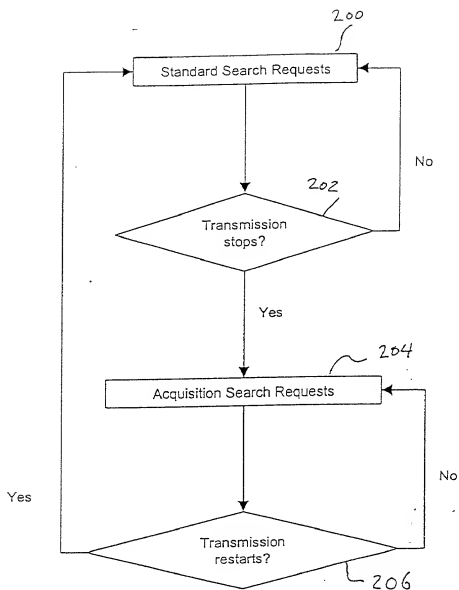 200
Standard Search Requests
No
202
Transmission
stops?
Yes
204
Acquisition Search Requests
No
Yes
Transmission
restarts?
206